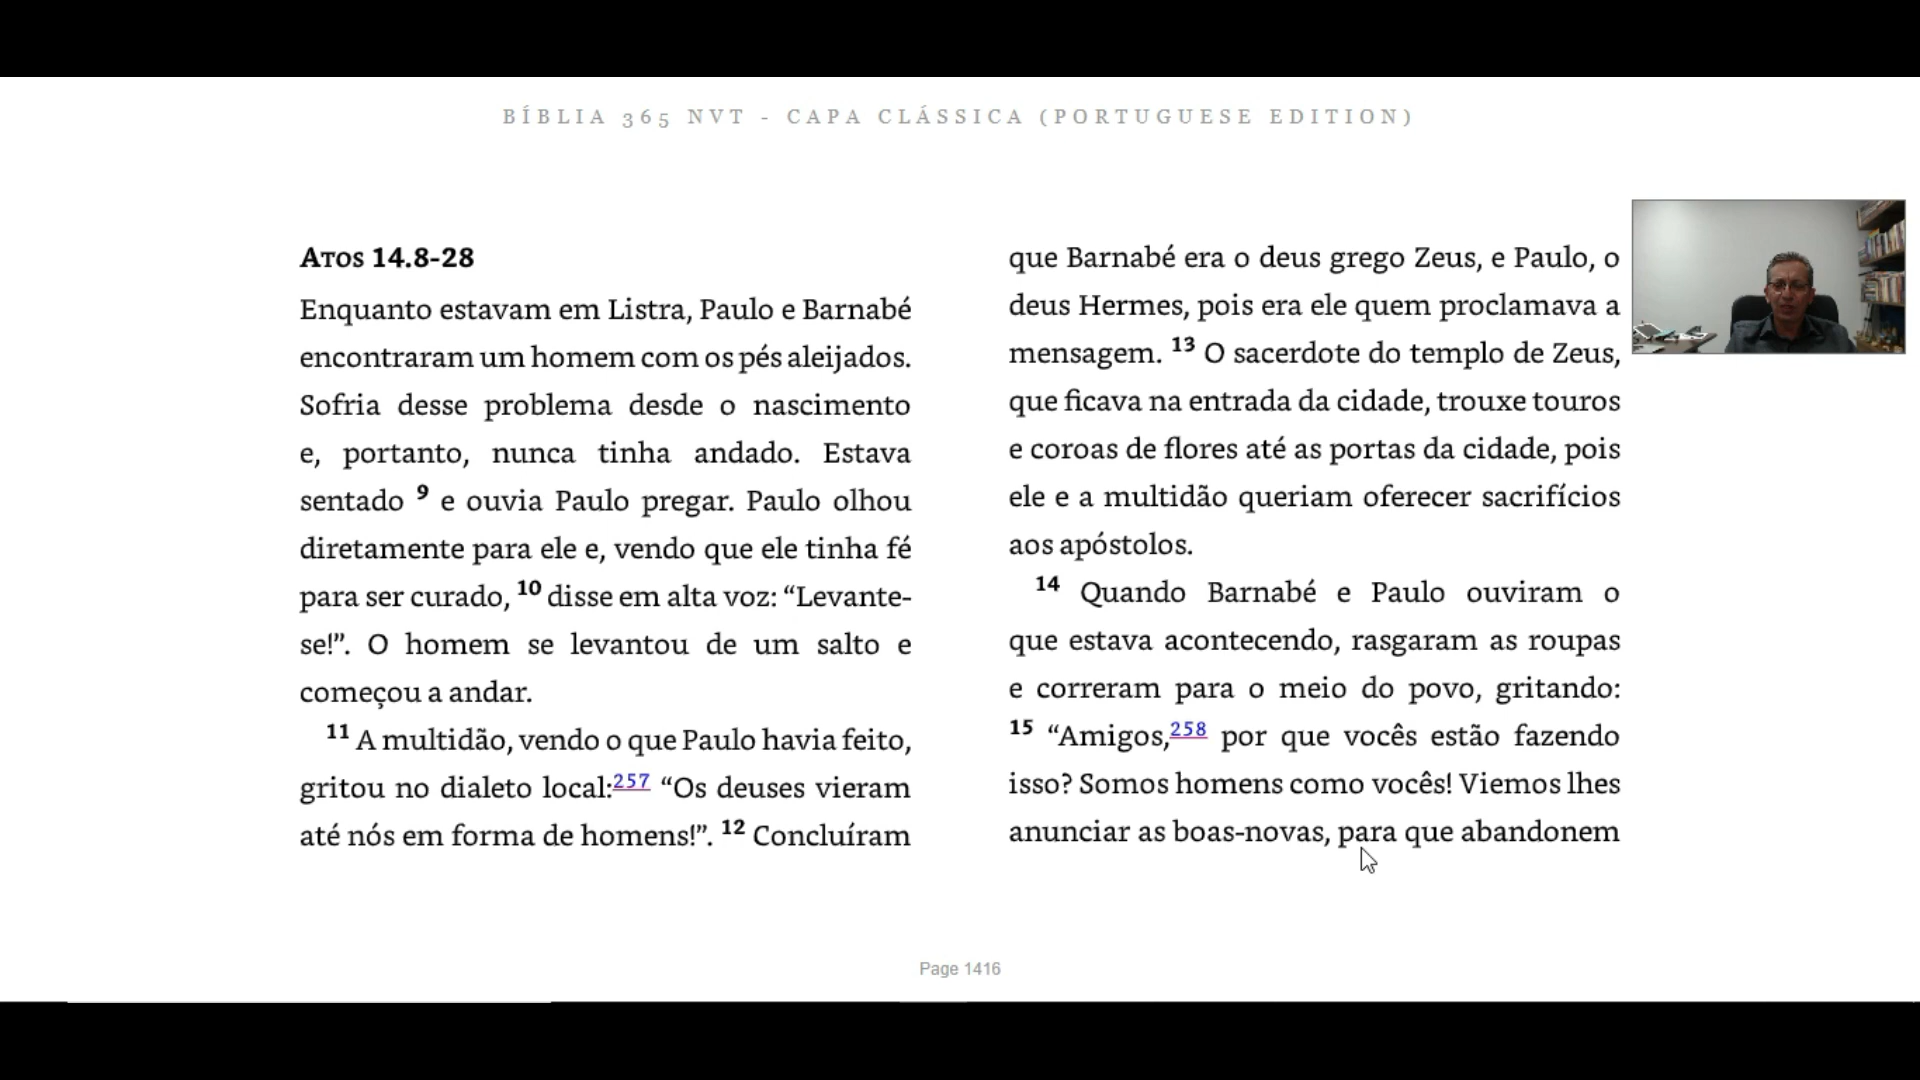 BÍBLIA 365 NVT - CAPA CLÁSSICA (PORTUGUESE EDITION)
Atos 14.8-28
Enquanto estavam em Listra, Paulo e Barnabé
encontraram um homem com os pés aleijados.
Sofria desse problema desde o nascimento
e, portanto, nunca tinha andado. Estava
sentado 9 e ouvia Paulo pregar. Paulo olhou
diretamente para ele e, vendo que ele tinha fé
para ser curado, 10 disse em alta voz: “Levante-
se!”. O homem se levantou de um salto e
começou a andar.
11 A multidão, vendo o que Paulo havia feito,
gritou no dialeto local:257 “Os deuses vieram
até nós em forma de homens!”. 12 Concluíram
que Barnabé era o deus grego Zeus, e Paulo, o
deus Hermes, pois era ele quem proclamava a
mensagem. 13 O sacerdote do templo de Zeus,
que ficava na entrada da cidade, trouxe touros
e coroas de flores até as portas da cidade, pois
ele e a multidão queriam oferecer sacrifícios
aos apóstolos.
14 Quando Barnabé e Paulo ouviram o
que estava acontecendo, rasgaram as roupas
e correram para o meio do povo, gritando:
15 “Amigos,258 por que vocês estão fazendo
isso? Somos homens como vocês! Viemos lhes
anunciar as boas-novas, para que abandonem
Page 1416